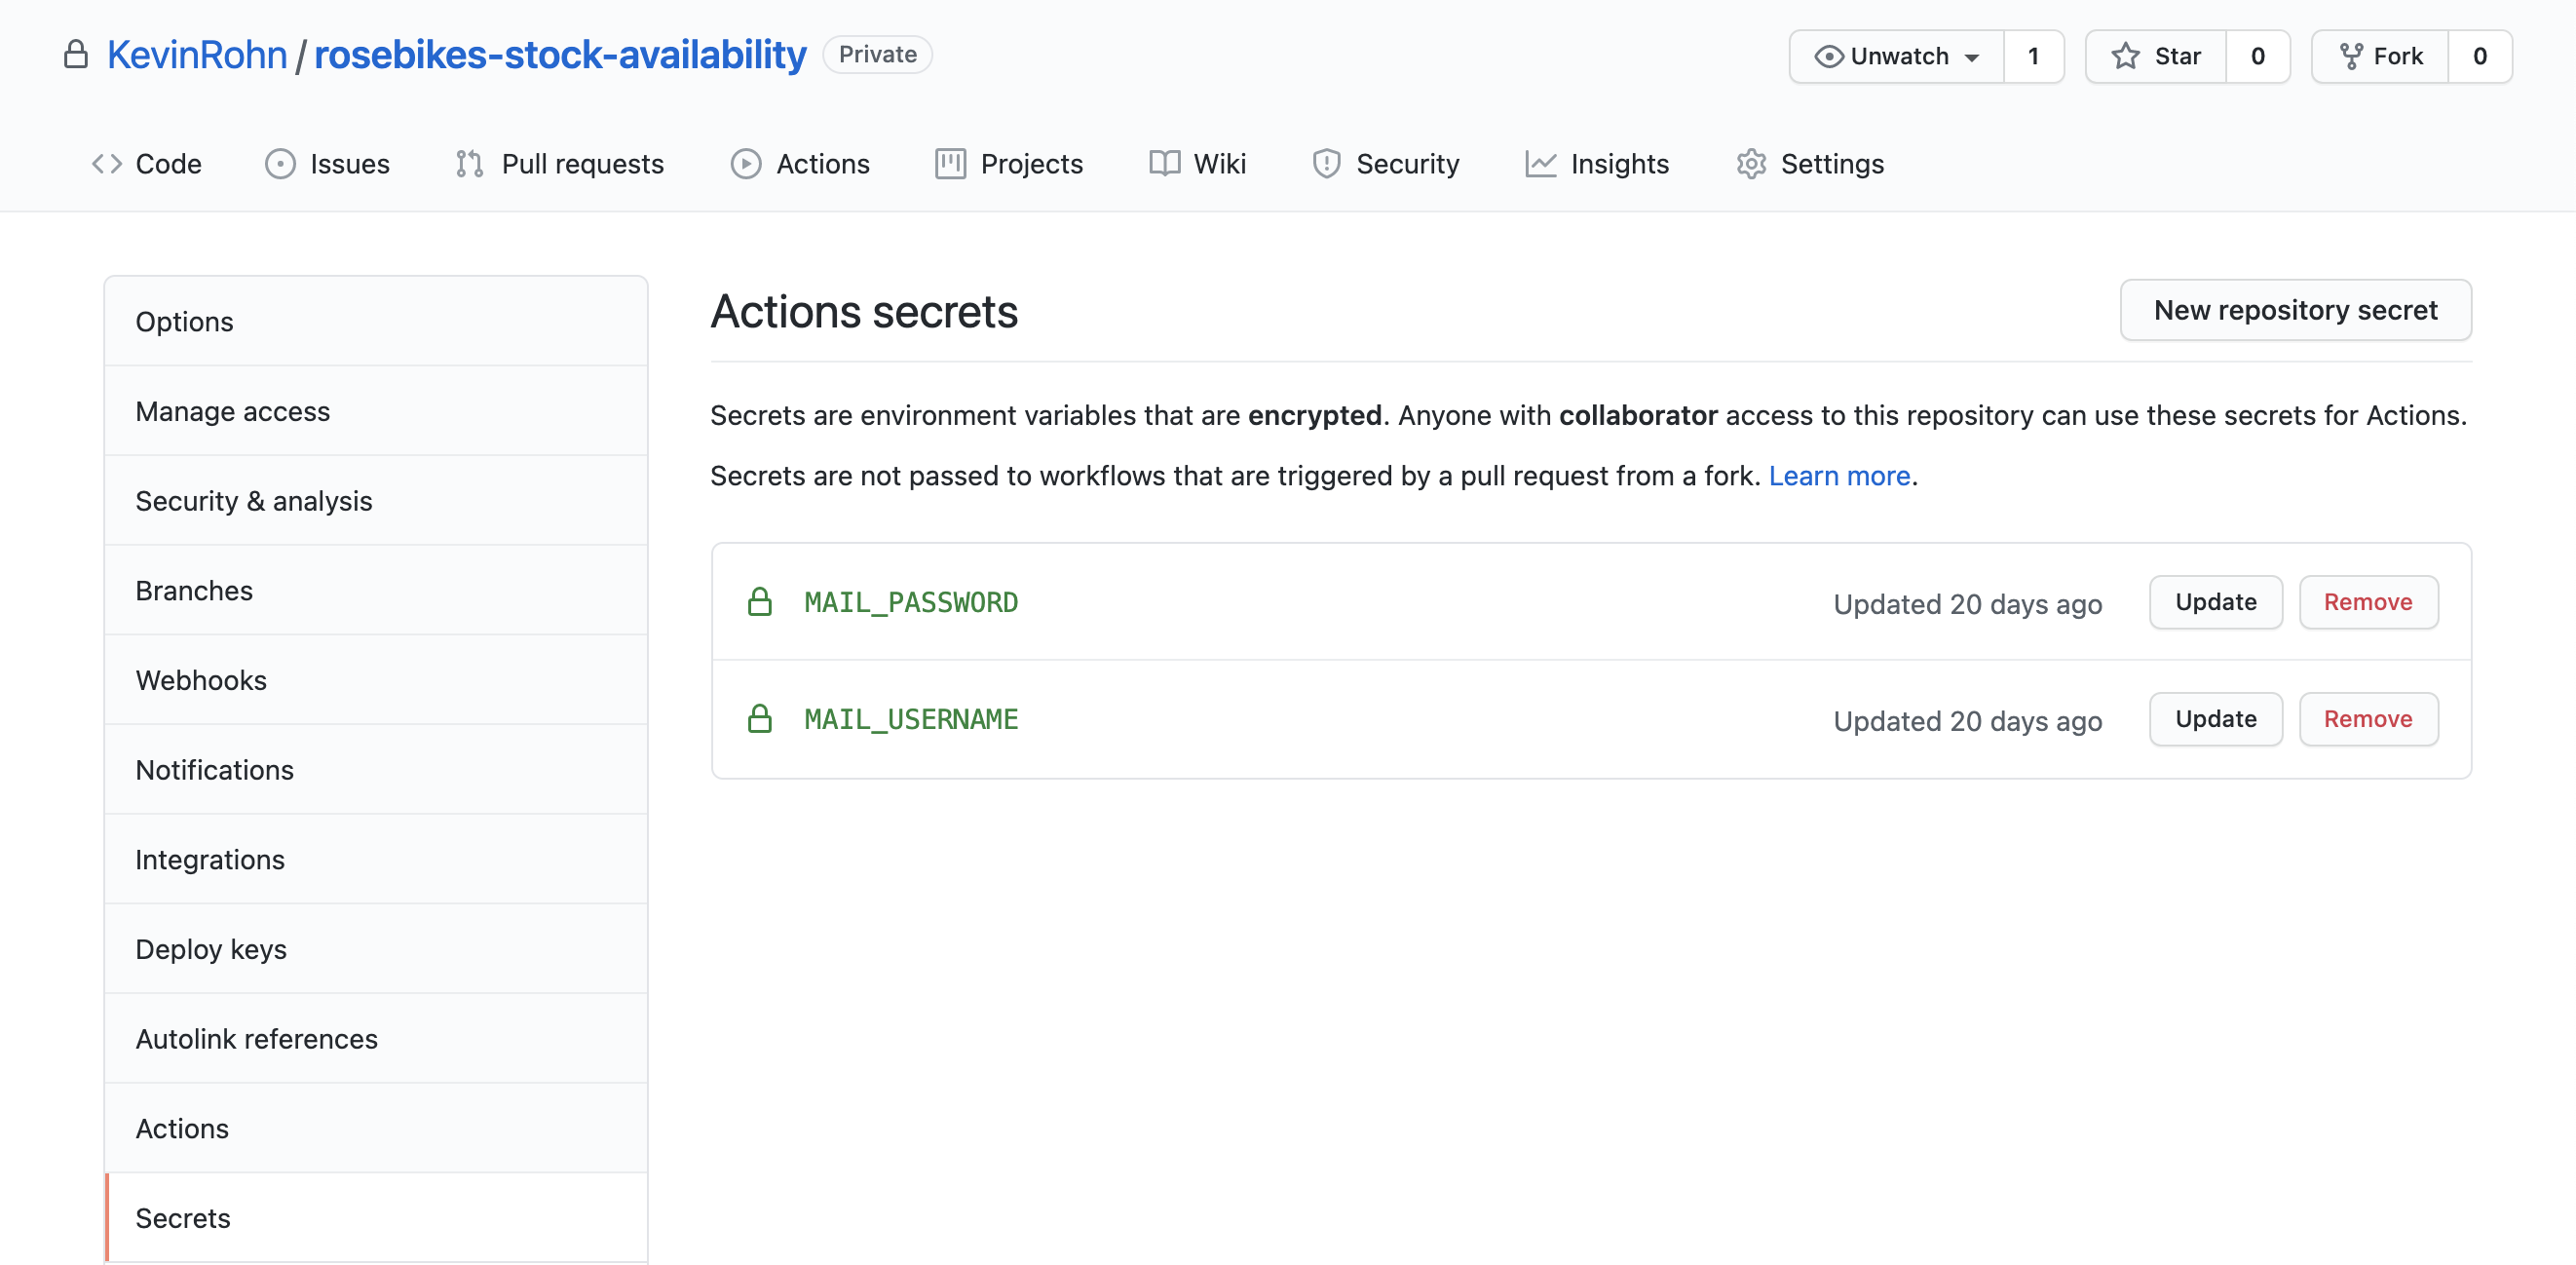 KevinRohn / rosebikes-stock-availability Private Unwatch 1 Star 0 Fork 0
Code Issues Pull requests Actions Projects Wiki Security Insights Settings
Options
Manage access
Security & analysis
Branches
Webhooks
Notifications
Integrations
Deploy keys
Autolink references
Actions
Secrets
Actions secrets New repository secret
Secrets are environment variables that are encrypted. Anyone with collaborator access to this repository can use these secrets for Actions.
Secrets are not passed to workflows that are triggered by a pull request from a fork. Learn more.
MAIL_PASSWORD Updated 20 days ago Update Remove
MAIL_USERNAME Updated 20 days ago Update Remove